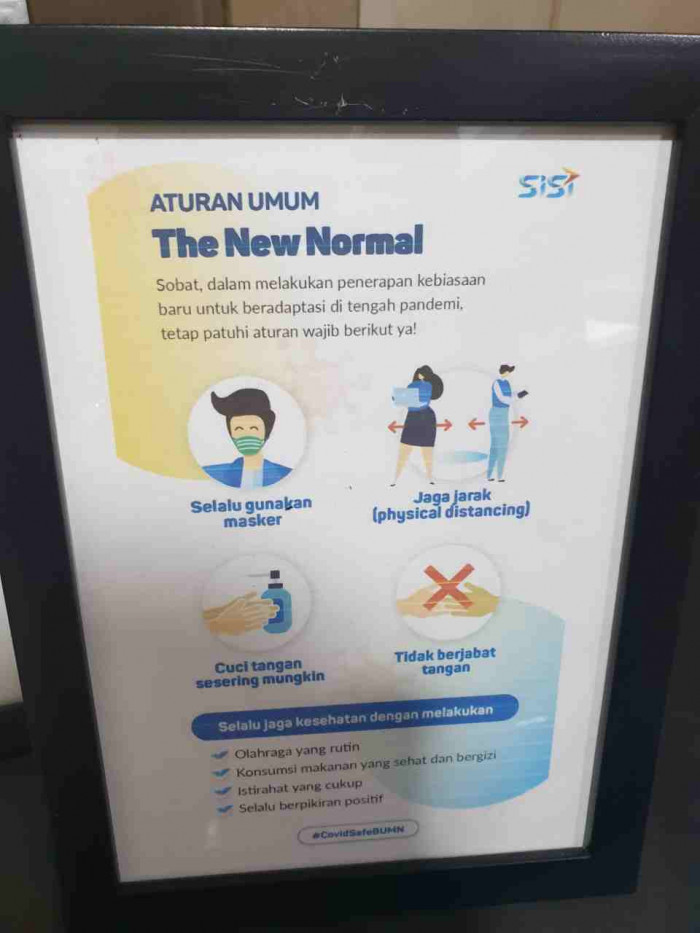 SISI
ATURAN UMUM
The New Normal
Sobat, dalam melakukan penerapan kebiasaan
baru untuk beradaptasi di tengah pandemi,
tetap patuhi aturan wajib berikut ya!
Selalu gunakan
masker
Jaga jarak
(physical distancing)
Cuci tangan
sesering mungkin
Tidak berjabat
tangan
Selalu jaga kesehatan dengan melakukan
Olahraga yang rutin
Konsumsi makanan yang sehat dan bergizi
Istirahat yang cukup
Selalu berpikiran positif
#CovidSafeBUMN